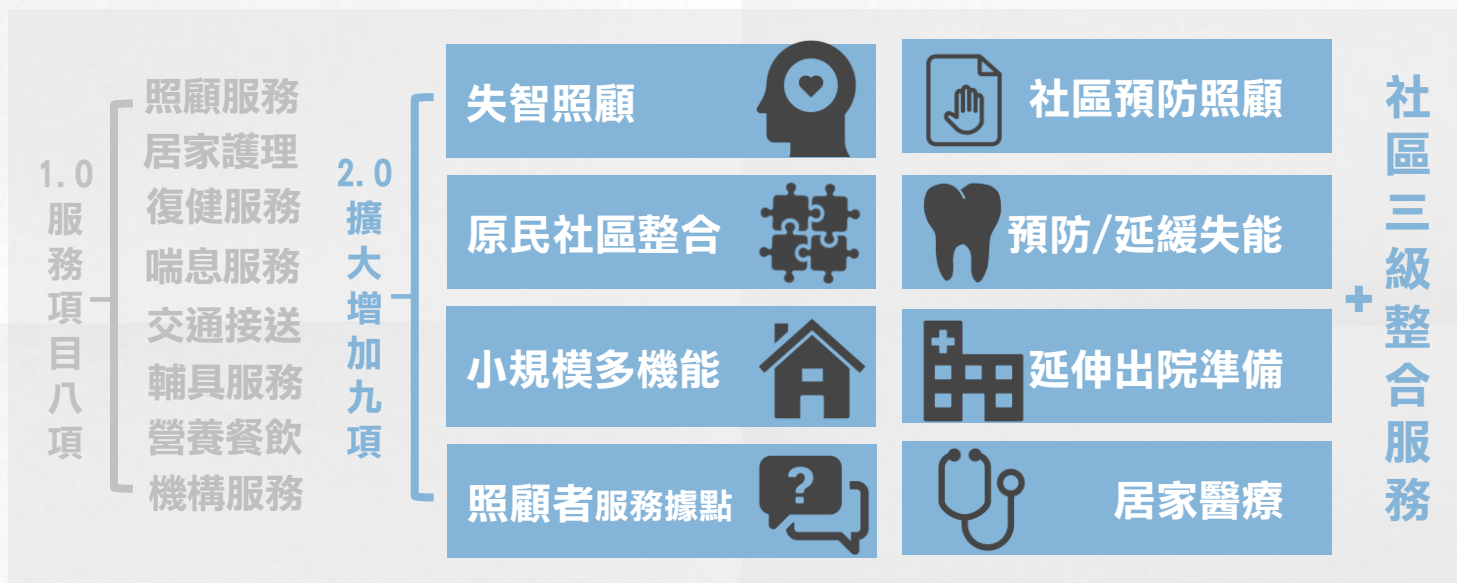 1.0服務項目八項
照顧服務
居家護理
復健服務
喘息服務
交通接送
輔具服務
營養餐飲
機構服務
2.0擴大增加九項
失智照顧
原民社區整合
小規模多機能
照顧者服務據點
?
社區預防照顧
預防/延緩失能
延伸出院準備
居家醫療
+
社區三級整合服務